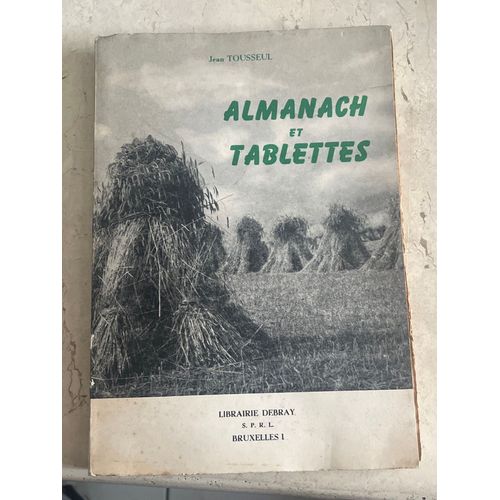 Jean TOUSSEUL
ALMANACH
ET
TABLETTES
LIBRAIRIE DEBRAY
S. P. R. L.
BRUXELLES 1